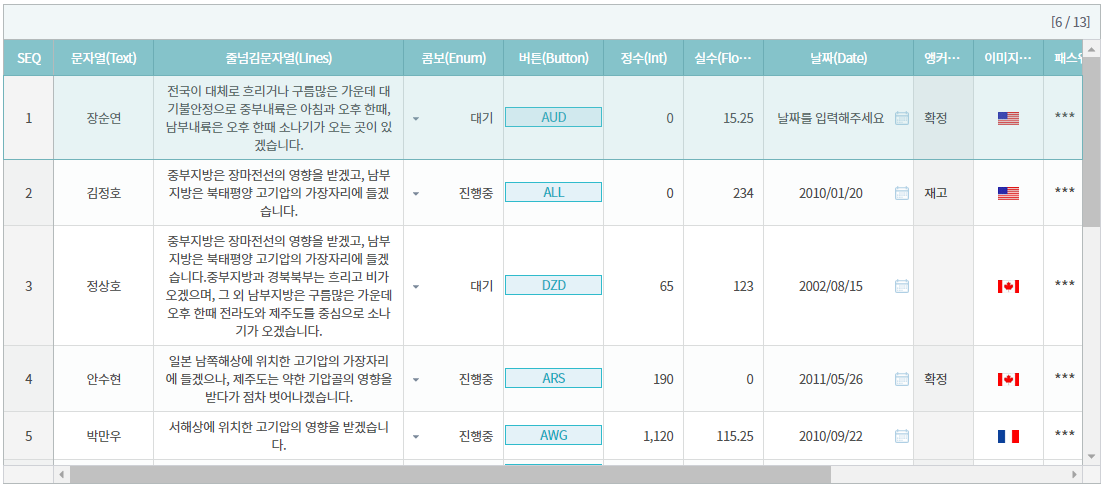 [6 / 13]
SEQ 문자열(Text) 줄넘김문자열(Lines) 콤보(Enum) 버튼(Button) 정수(Int) 실수(Flo··· 날짜(Date) 앵커··· 이미지···
1 장순연 전국이 대체로 흐리거나 구름많은 가운데 대 대기 AUD 0 15.25 날짜를 입력해주세요 확정 ***
기불안정으로 중부내륙은 아침과 오후 한때,
남부내륙은 오후 한때 소나기가 오는 곳이 있
겠습니다.
2 김정호 중부지방은 장마전선의 영향을 받겠고, 남부 진행중 ALL 0 234 2010/01/20 재고 ***
지방은 북태평양 고기압의 가장자리에 들겠
습니다.
3 정상호 중부지방은 장마전선의 영향을 받겠고, 남부 대기 DZD 65 123 2002/08/15 ***
지방은 북태평양 고기압의 가장자리에 들겠
습니다.중부지방과 경북북부는 흐리고 비가
오겠으며, 그 외 남부지방은 구름많은 가운데
오후 한때 전라도와 제주도를 중심으로 소나
기가 오겠습니다.
4 안수현 일본 남쪽해상에 위치한 고기압의 가장자리 진행중 ARS 190 0 2011/05/26 확정 ***
에 들겠으나, 제주도는 약한 기압골의 영향을
받다가 점차 벗어나겠습니다.
5 박만우 서해상에 위치한 고기압의 영향을 받겠습니 진행중 AWG 1,120 115.25 2010/09/22 ***
다.